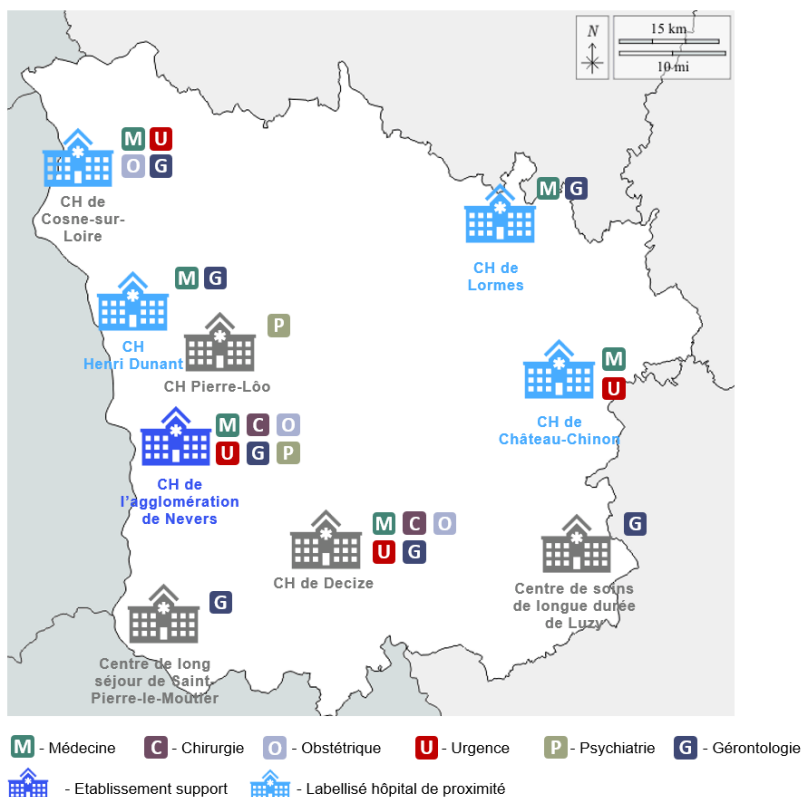 N
15 km
10 mi
M U
O G
CH de
Cosne-sur-
Loire
M G
CH de
Lormes
M G
CH
Henri Dunant
P
CH Pierre-Lôo
M
U
CH de
Château-Chinon
M C O
U G P
CH de
l'agglomération
de Nevers
M C O
U G
CH de Decize
G
Centre de soins
de longue durée
de Luzy
G
Centre de long
séjour de Saint-
Pierre-le-Moûtier
M - Médecine C - Chirurgie O - Obstétrique U - Urgence P - Psychiatrie G - Gérontologie
- Etablissement support - Labellisé hôpital de proximité